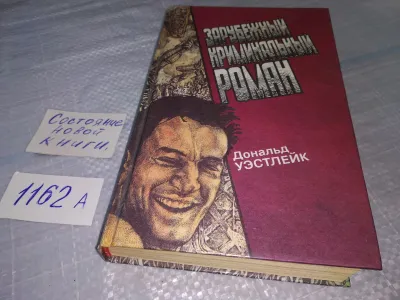 ЗАРУБЕЖНЫЙ
КРИМИНАЛЬНЫЙ
РОМАН
Дональд
УЭСТЛЕЙК
Состояние
новой
книги.
1162 А